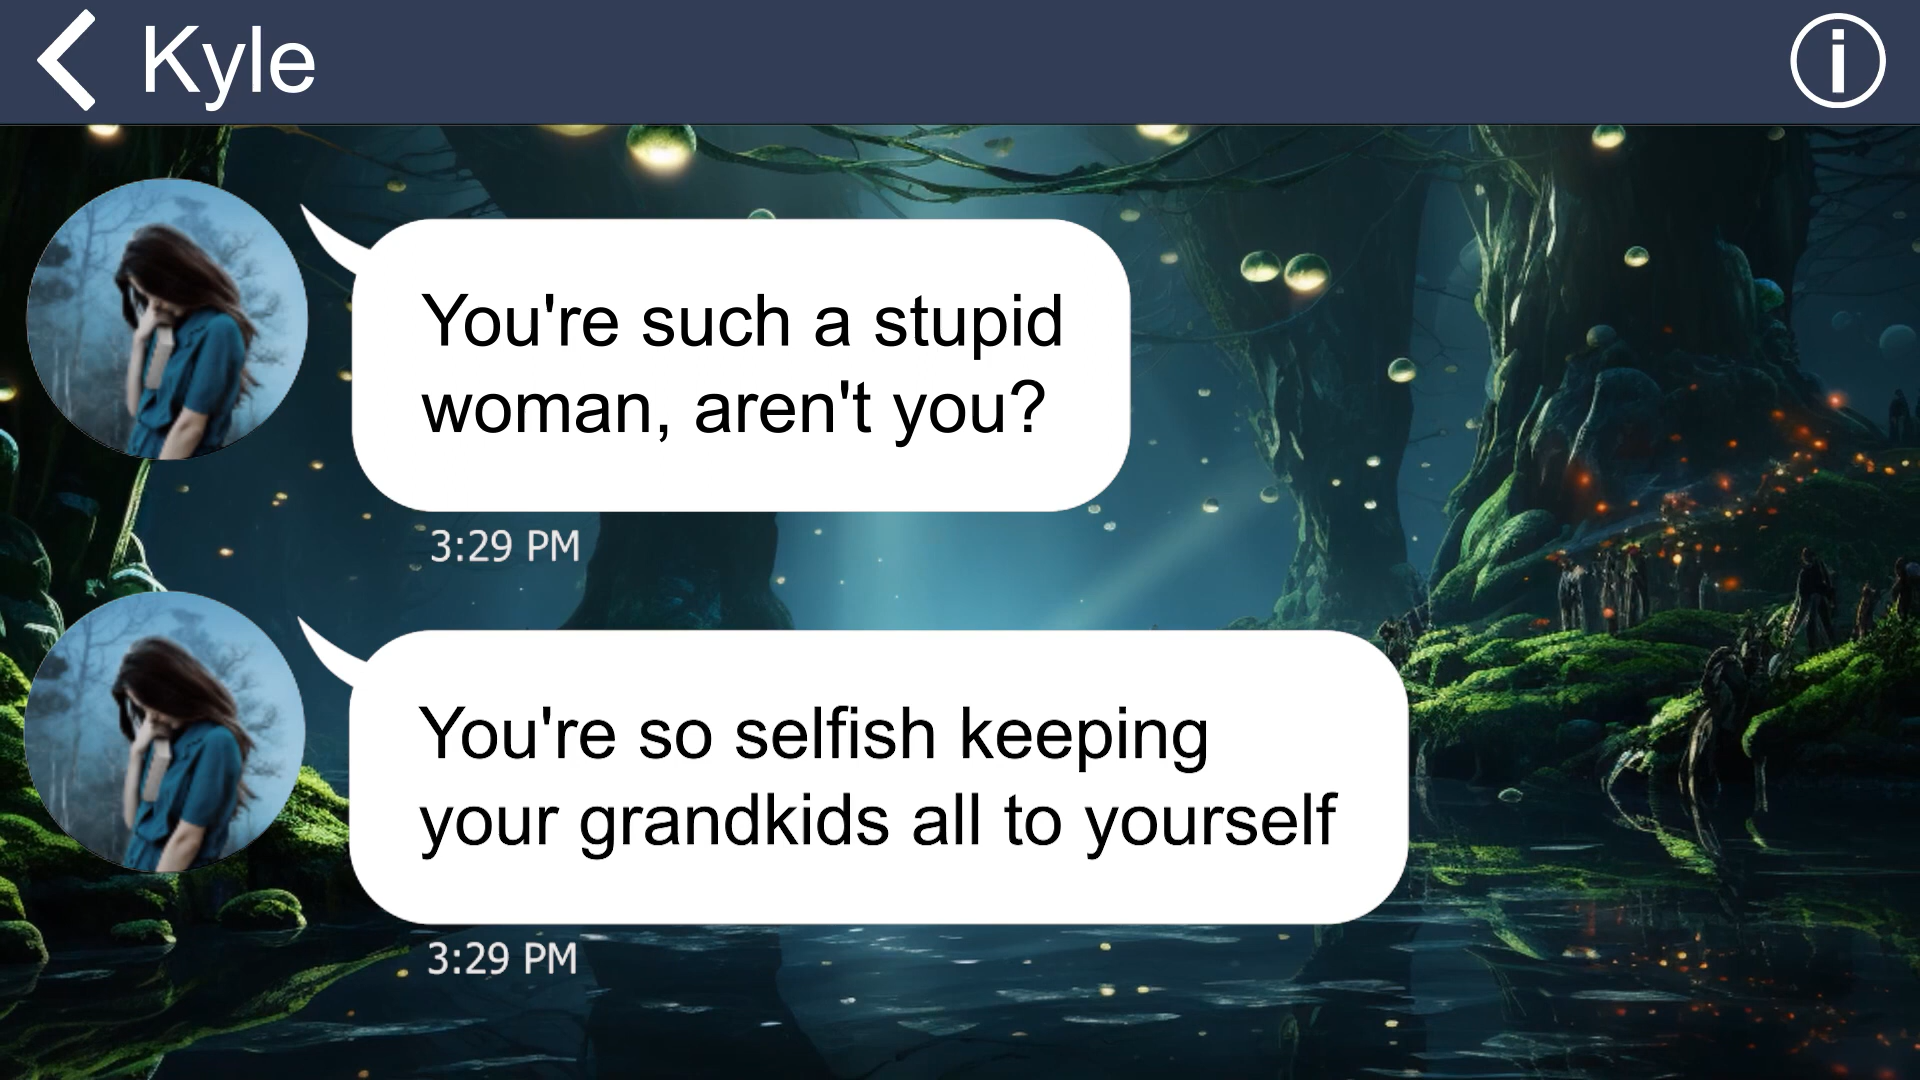 Kyle
You're such a stupid
woman, aren't you?
3:29 PM
You're so selfish keeping
your grandkids all to yourself
3:29 PM